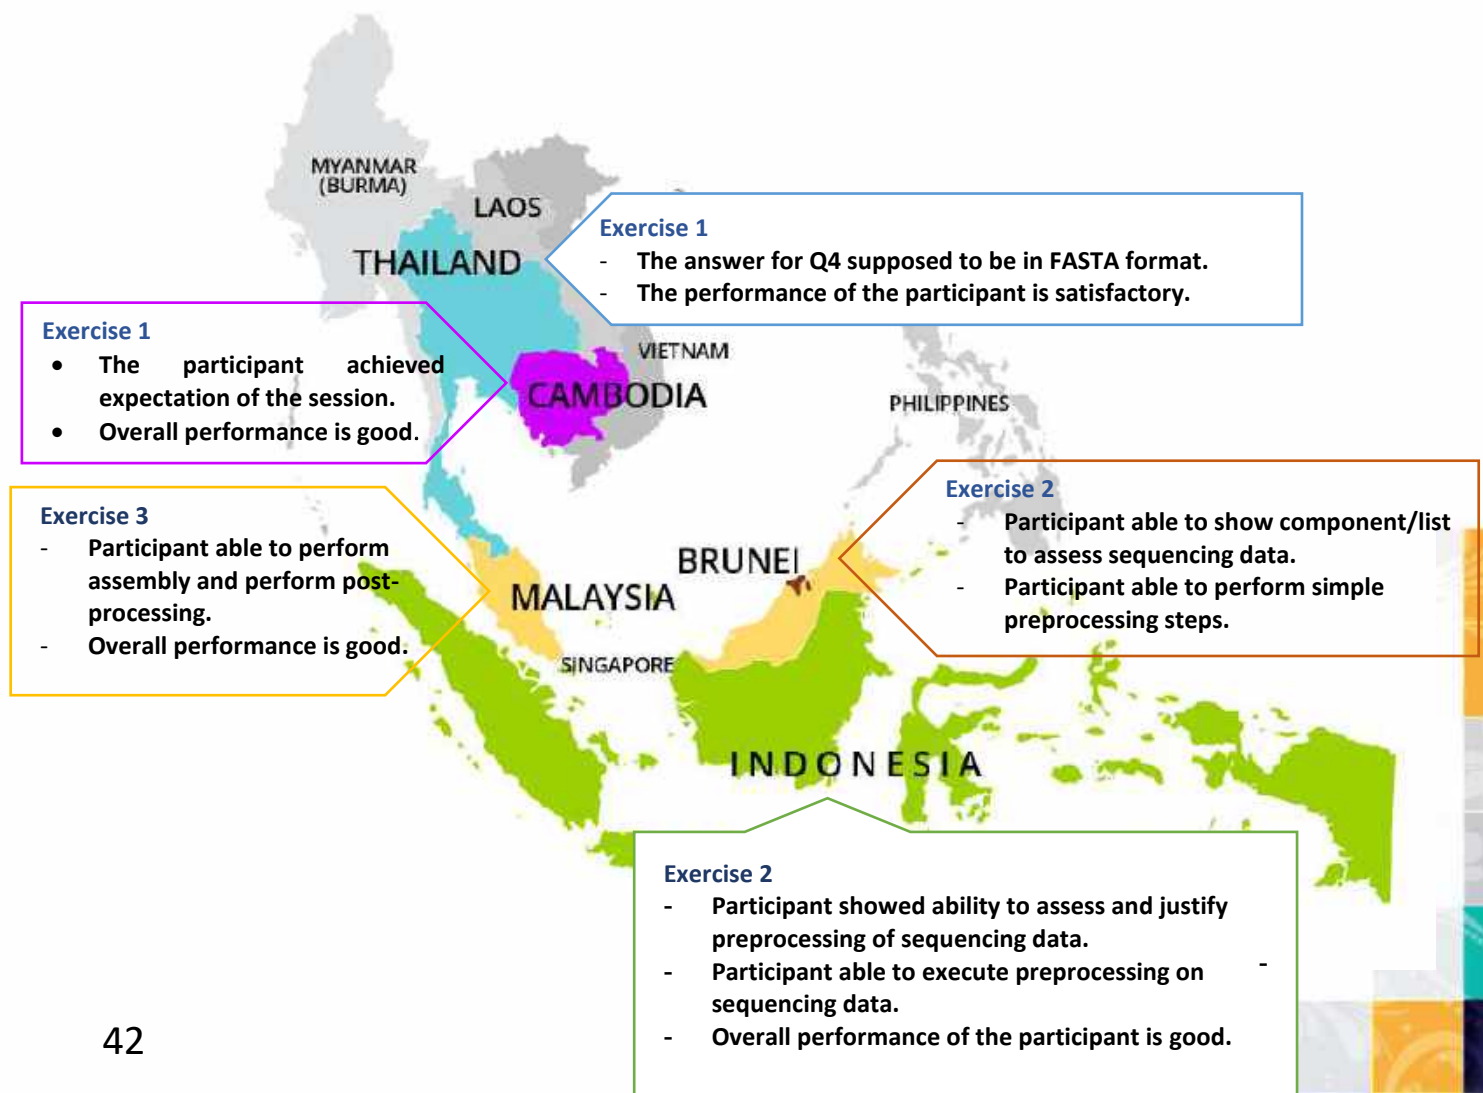 MYANMAR
(BURMA)
LAOS
THAILAND
Exercise 1
- The answer for Q4 supposed to be in FASTA format.
- The performance of the participant is satisfactory.
Exercise 1
• The participant achieved
expectation of the session.
• Overall performance is good.
VIETNAM
CAMBODIA
PHILIPPINES
Exercise 3
- Participant able to perform
assembly and perform post-
processing.
- Overall performance is good.
Exercise 2
- Participant able to show component/list
to assess sequencing data.
- Participant able to perform simple
preprocessing steps.
BRUNEI
MALAYSIA
SINGAPORE
INDONESIA
Exercise 2
- Participant showed ability to assess and justify
preprocessing of sequencing data.
- Participant able to execute preprocessing on -
sequencing data.
- Overall performance of the participant is good.
42